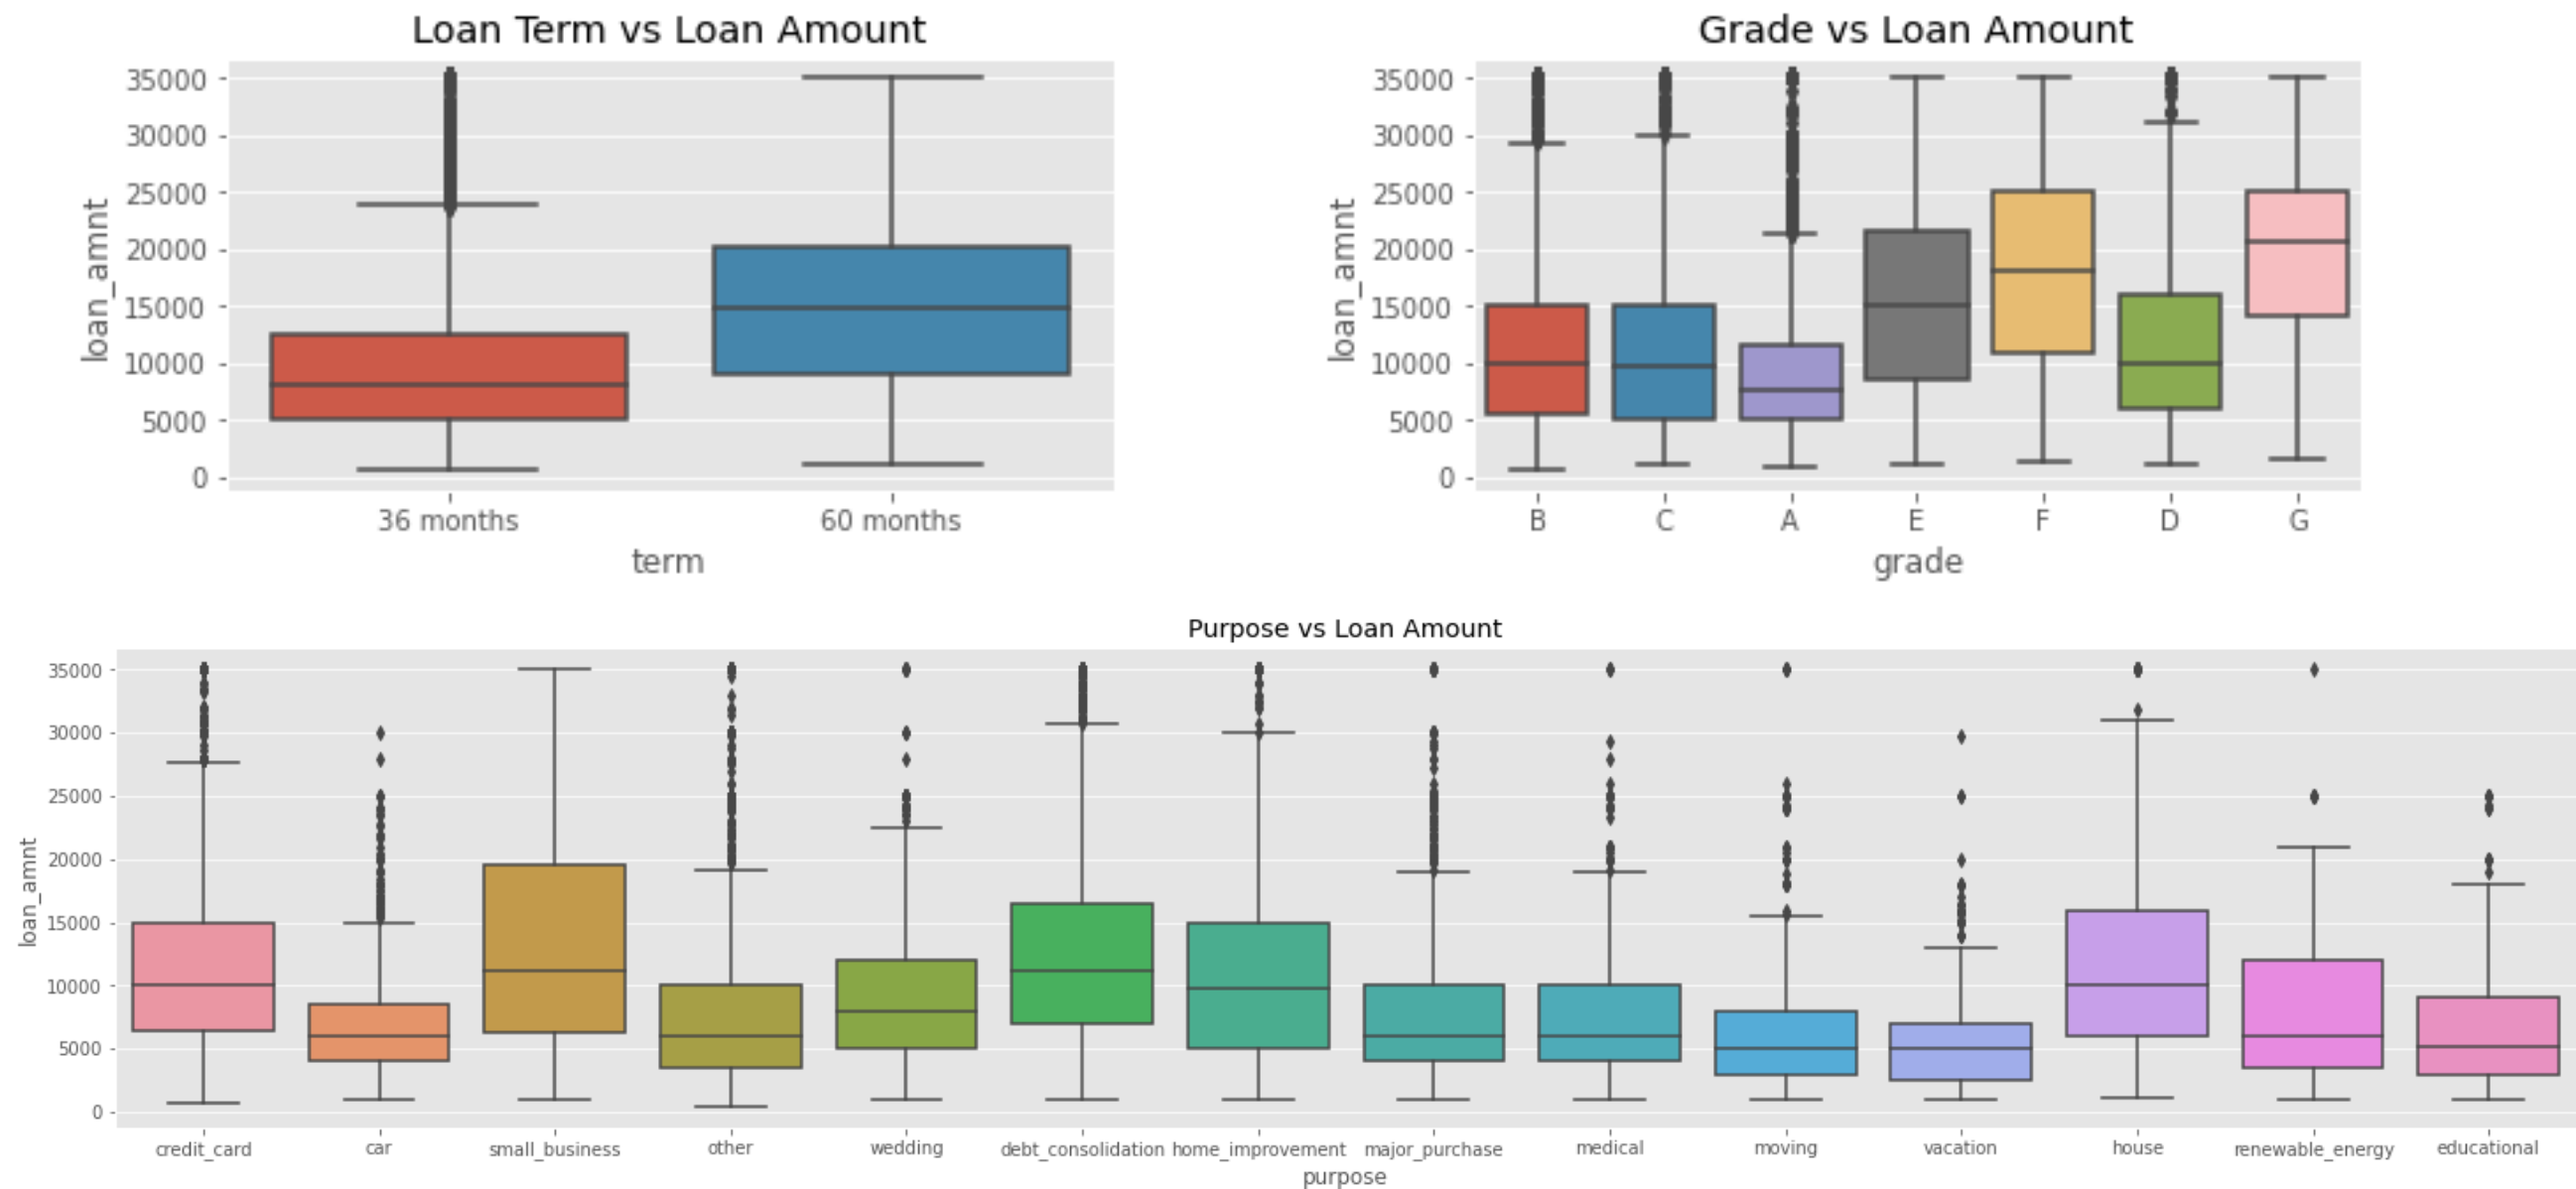 Loan Term vs Loan Amount
35000
30000
25000
20000
15000
10000
5000
0
loan_amnt
36 months 60 months
term
Grade vs Loan Amount
35000
30000
25000
20000
15000
10000
5000
0
loan_amnt
B C A E F D G
grade
Purpose vs Loan Amount
35000
30000
25000
20000
15000
10000
5000
0
loan_amnt
credit_card car small_business other wedding debt_consolidation home_improvement major_purchase medical moving vacation house renewable_energy educational
purpose